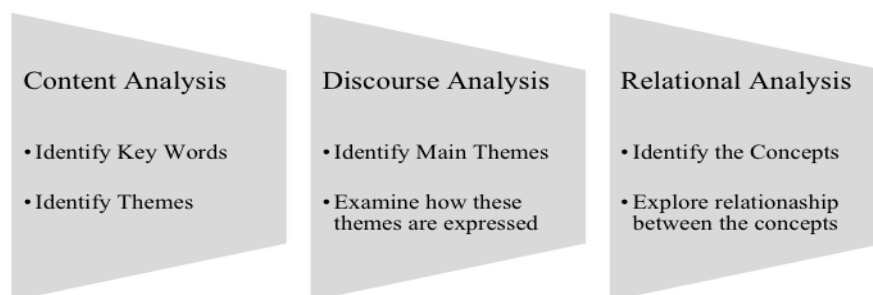 Content Analysis
• Identify Key Words
• Identify Themes
Discourse Analysis
• Identify Main Themes
• Examine how these
themes are expressed
Relational Analysis
• Identify the Concepts
• Explore relationaship
between the concepts